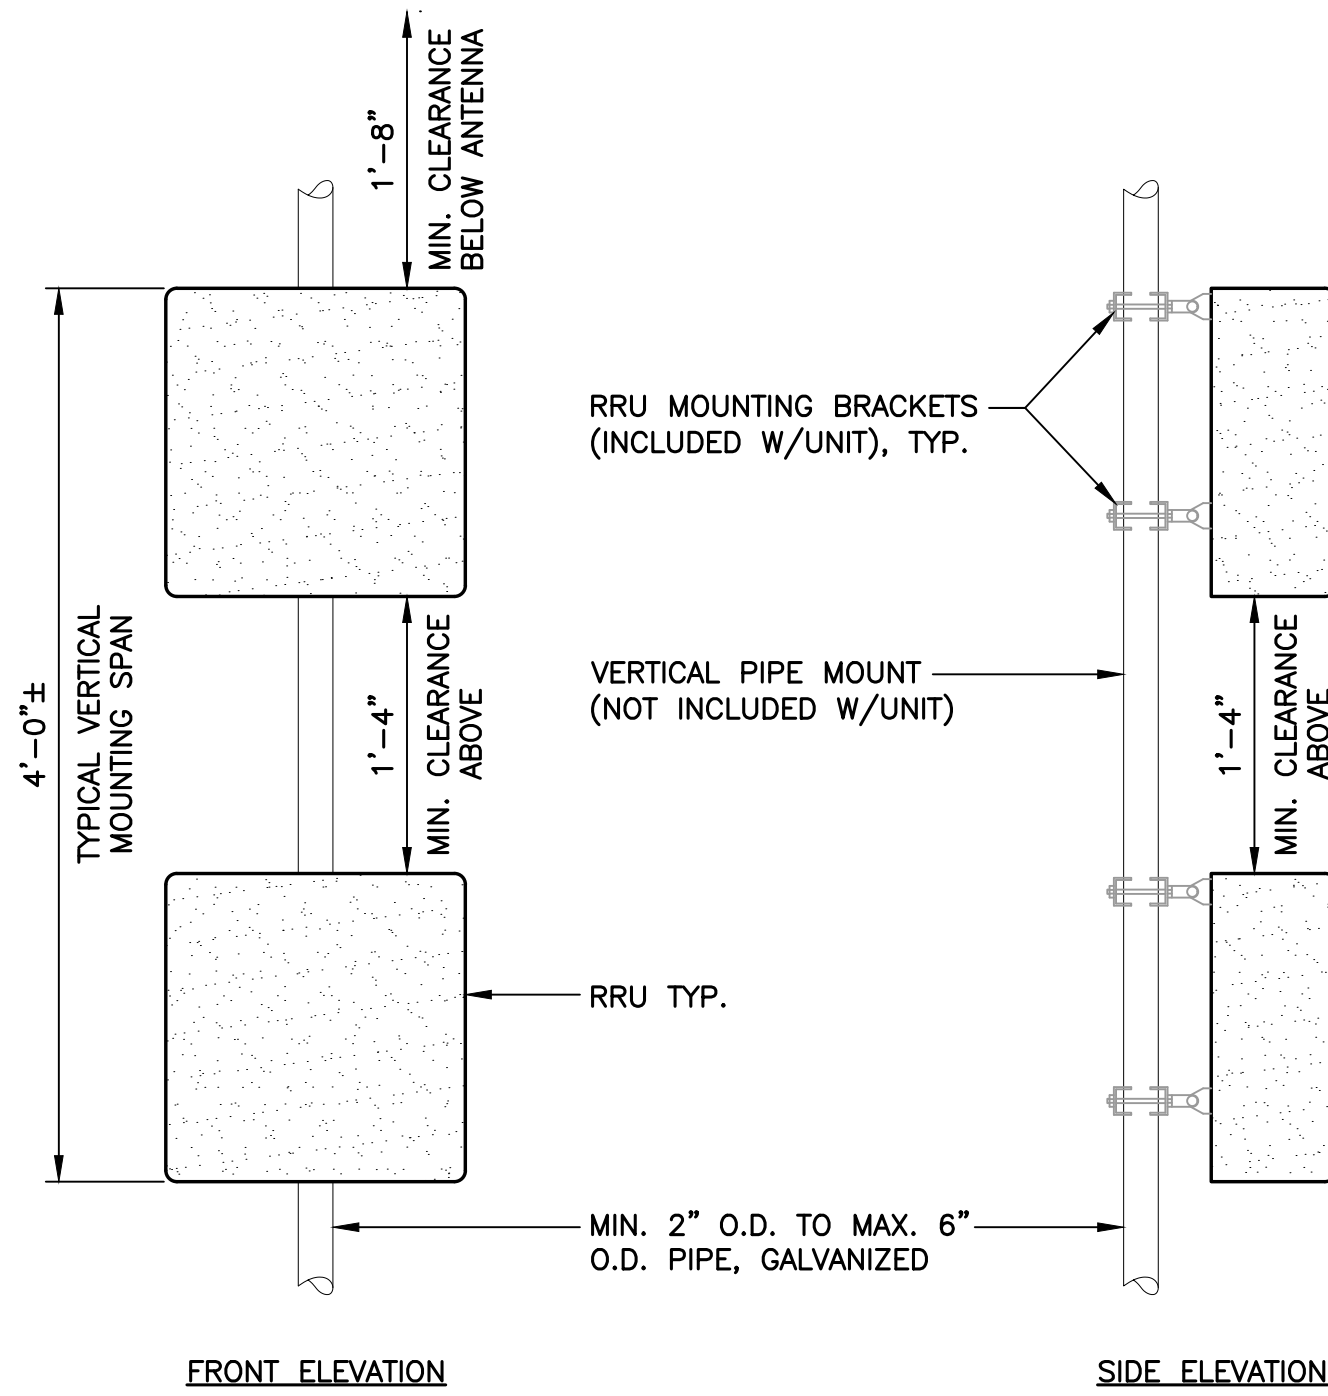 1'-8"
MIN. CLEARANCE
BELOW ANTENNA
4'-0"±
TYPICAL VERTICAL
MOUNTING SPAN
1'-4"
MIN. CLEARANCE
ABOVE
RRU MOUNTING BRACKETS
(INCLUDED W/UNIT), TYP.
VERTICAL PIPE MOUNT
(NOT INCLUDED W/UNIT)
1'-4"
MIN. CLEARANCE
ABOVE
RRU TYP.
MIN. 2" O.D. TO MAX. 6"
O.D. PIPE, GALVANIZED
FRONT ELEVATION
SIDE ELEVATION